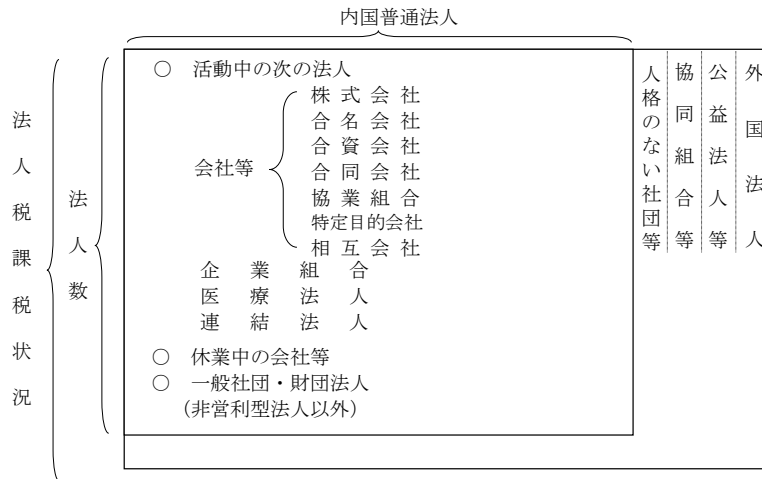 内国普通法人
法人税課税状況
法人数
○ 活動中の次の法人
会社等
株式会社
合名会社
合資会社
合同会社
協業組合
特定目的会社
相互会社
企業組合
医療法人
連結法人
○ 休業中の会社等
○ 一般社団・財団法人
(非営利型法人以外)
人格のない社団等
協同組合等
公益法人等
外国法人